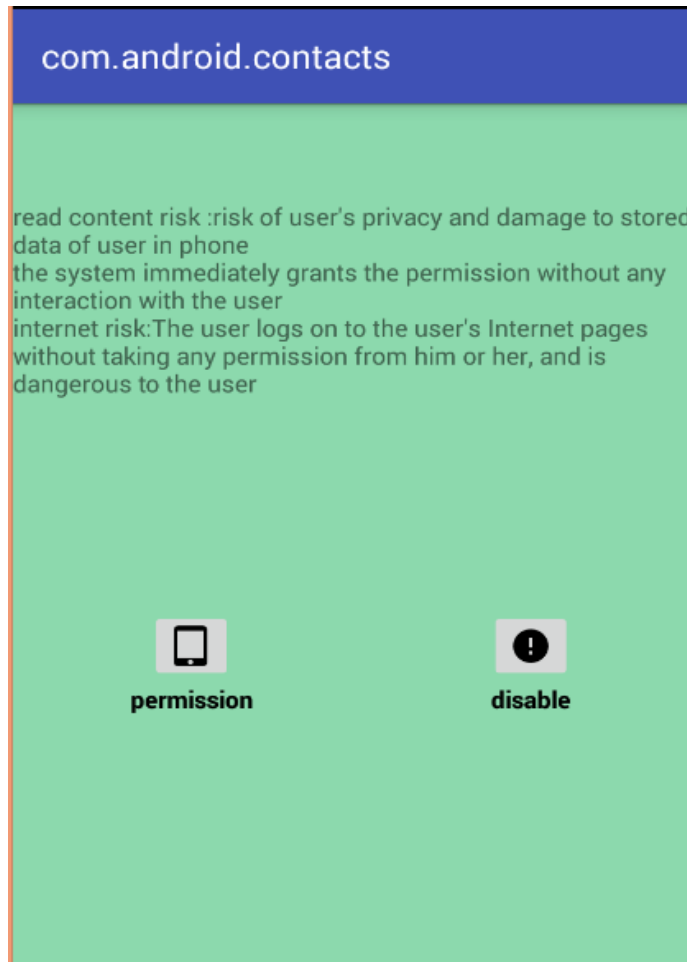 com.android.contacts
read content risk :risk of user's privacy and damage to stored
data of user in phone
the system immediately grants the permission without any
interaction with the user
internet risk:The user logs on to the user's Internet pages
without taking any permission from him or her, and is
dangerous to the user
permission
disable